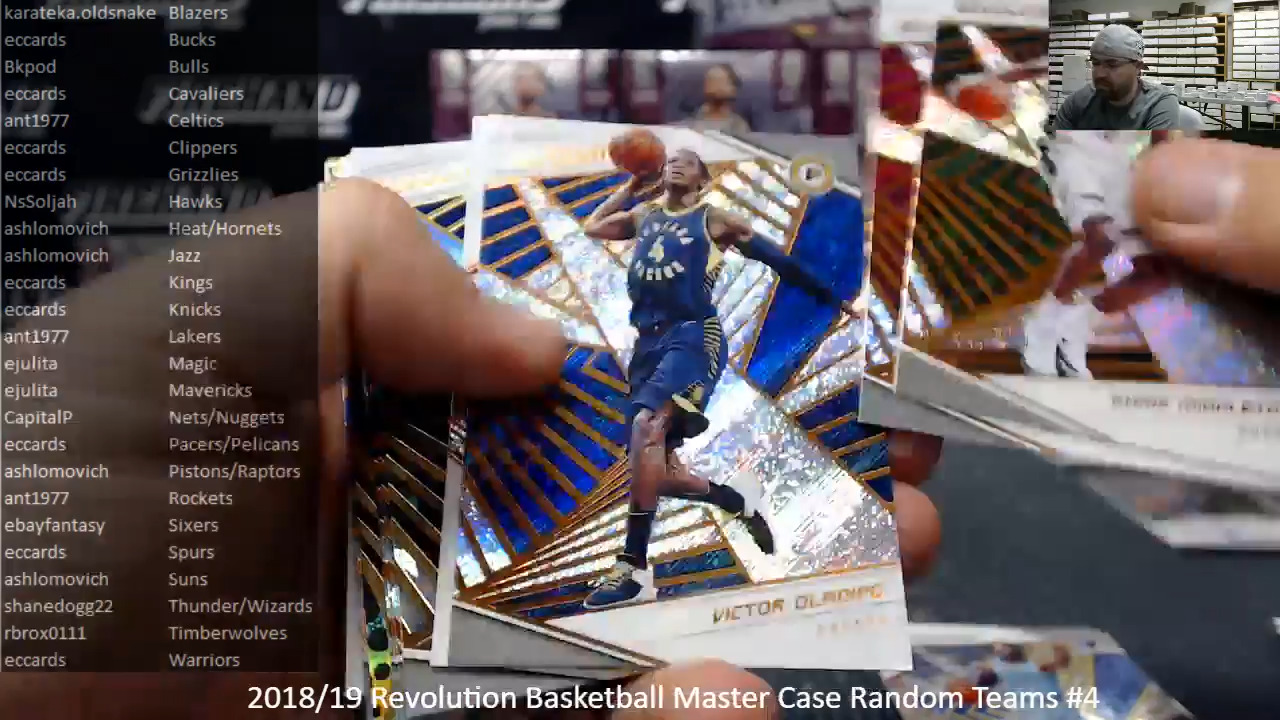 karateka.oldsnake Blazers
eccards Bucks
Bkpod Bulls
eccards Cavaliers
ant1977 Celtics
eccards Clippers
eccards Grizzlies
NsSoljah Hawks
ashlomovich Heat/Hornets
ashlomovich Jazz
eccards Kings
eccards Knicks
ant1977 Lakers
ejulita Magic
ejulita Mavericks
CapitalP Nets/Nuggets
eccards Pacers/Pelicans
ashlomovich Pistons/Raptors
ant1977 Rockets
ebayfantasy Sixers
eccards Spurs
ashlomovich Suns
shanedogg22 Thunder/Wizards
rbrox0111 Timberwolves
eccards Warriors
4
VICTOR OLADIPO
2018/19 Revolution Basketball Master Case Random Teams #4